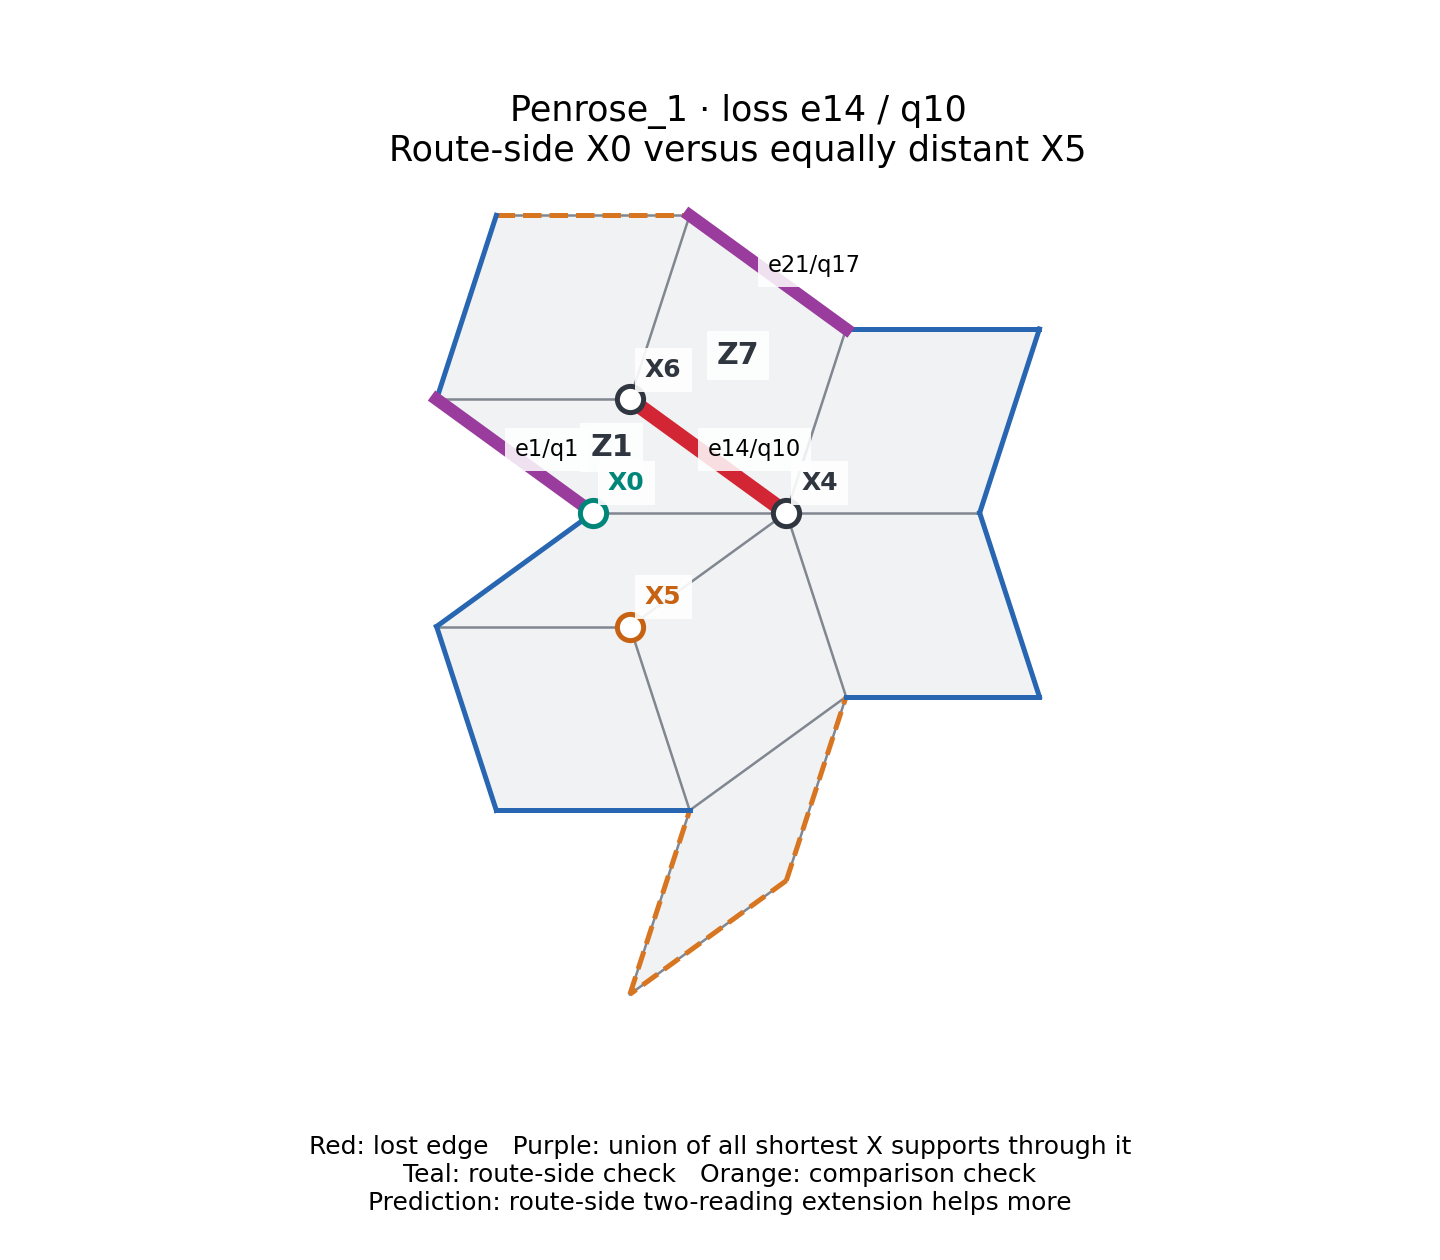 Penrose_1 · loss e14 / q10
Route-side X0 versus equally distant X5
e21/q17
Z7
X6
e1/q1
Z1
e14/q10
X0
X4
X5
Red: lost edge   Purple: union of all shortest X supports through it
Teal: route-side check   Orange: comparison check
Prediction: route-side two-reading extension helps more